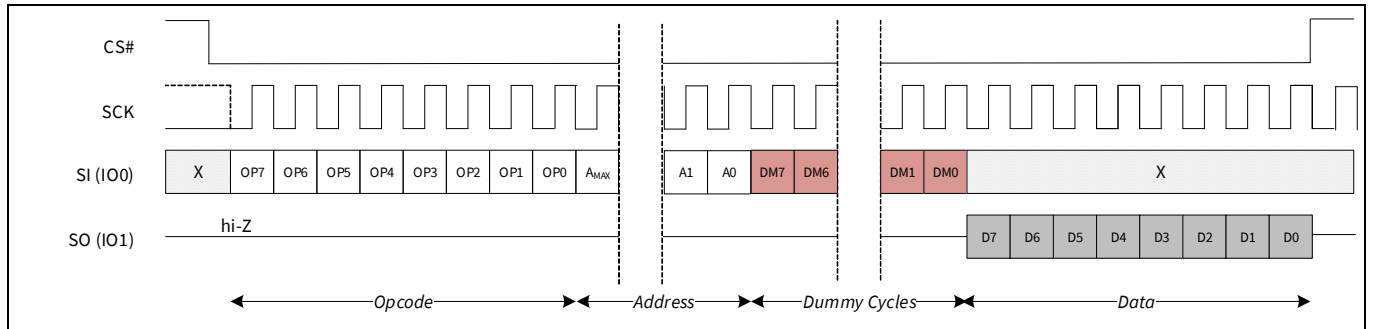 CS#
SCK
SI (IO0) X OP7 OP6 OP5 OP4 OP3 OP2 OP1 OP0 AMAX A1 A0 DM7 DM6 DM1 DM0 X
hi-Z
SO (IO1) D7 D6 D5 D4 D3 D2 D1 D0
Opcode Address Dummy Cycles Data